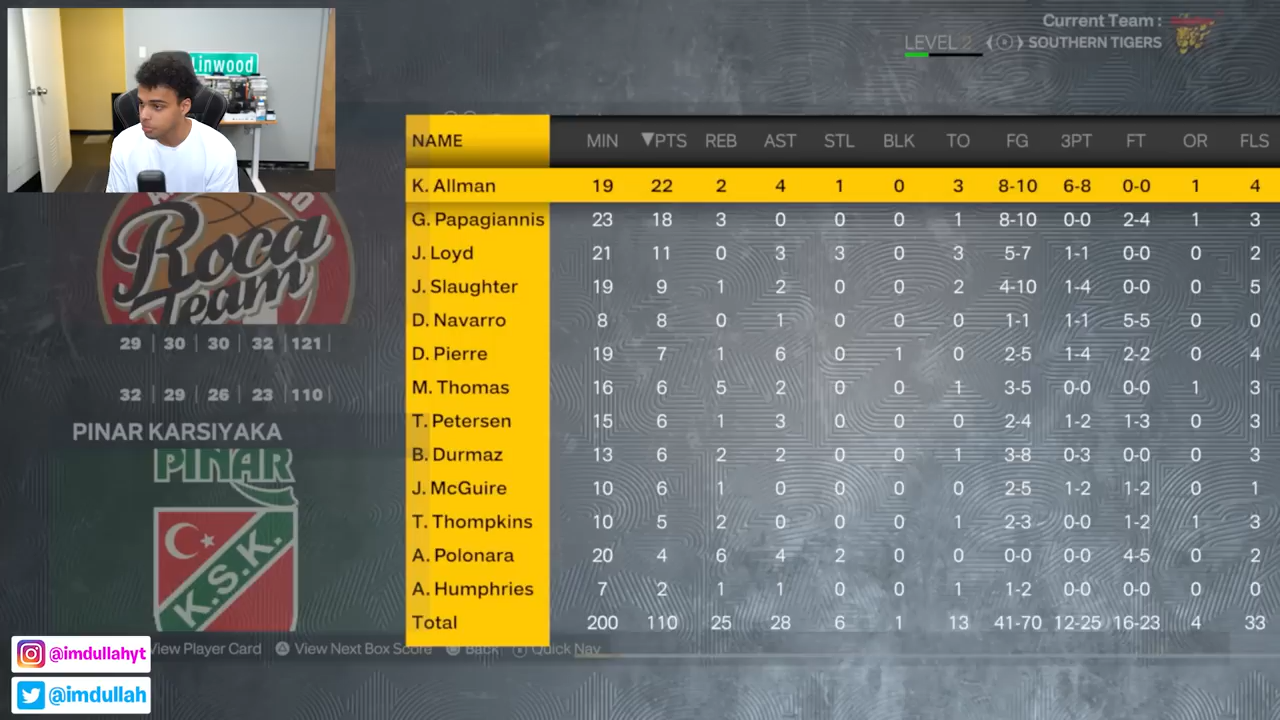 Linwood
Current Team :
LEVEL 2
SOUTHERN TIGERS
NAME MIN ▼PTS REB AST STL BLK TO FG 3PT FT OR FLS
K. Allman 19 22 2 4 1 0 3 8-10 6-8 0-0 1 4
G. Papagiannis 23 18 3 0 0 0 1 8-10 0-0 2-4 1 3
J. Loyd 21 11 0 3 3 0 3 5-7 1-1 0-0 0 2
J. Slaughter 19 9 1 2 0 0 2 4-10 1-4 0-0 0 5
D. Navarro 8 8 0 1 0 0 0 1-1 1-1 5-5 0 0
D. Pierre 19 7 1 6 0 1 0 2-5 1-4 2-2 0 4
M. Thomas 16 6 5 2 0 0 1 3-5 0-0 0-0 1 3
T. Petersen 15 6 1 3 0 0 0 2-4 1-2 1-3 0 3
B. Durmaz 13 6 2 2 0 0 1 3-8 0-3 0-0 0 3
J. McGuire 10 6 1 0 0 0 0 2-5 1-2 1-2 0 1
T. Thompkins 10 5 2 0 0 0 1 2-3 0-0 1-2 1 3
A. Polonara 20 4 6 4 2 0 0 0-0 0-0 4-5 0 2
A. Humphries 7 2 1 1 0 0 1 1-2 0-0 0-0 0 0
Total 200 110 25 28 6 1 13 41-70 12-25 16-23 4 33
Roca
Team
29 | 30 | 30 | 32 | 121 |
32 | 29 | 26 | 23 | 110 |
PINAR KARSIYAKA
PINAR
K.S.K.
View Player Card View Next Box Score Back Quick Nav
@imdullahyt
@imdullah